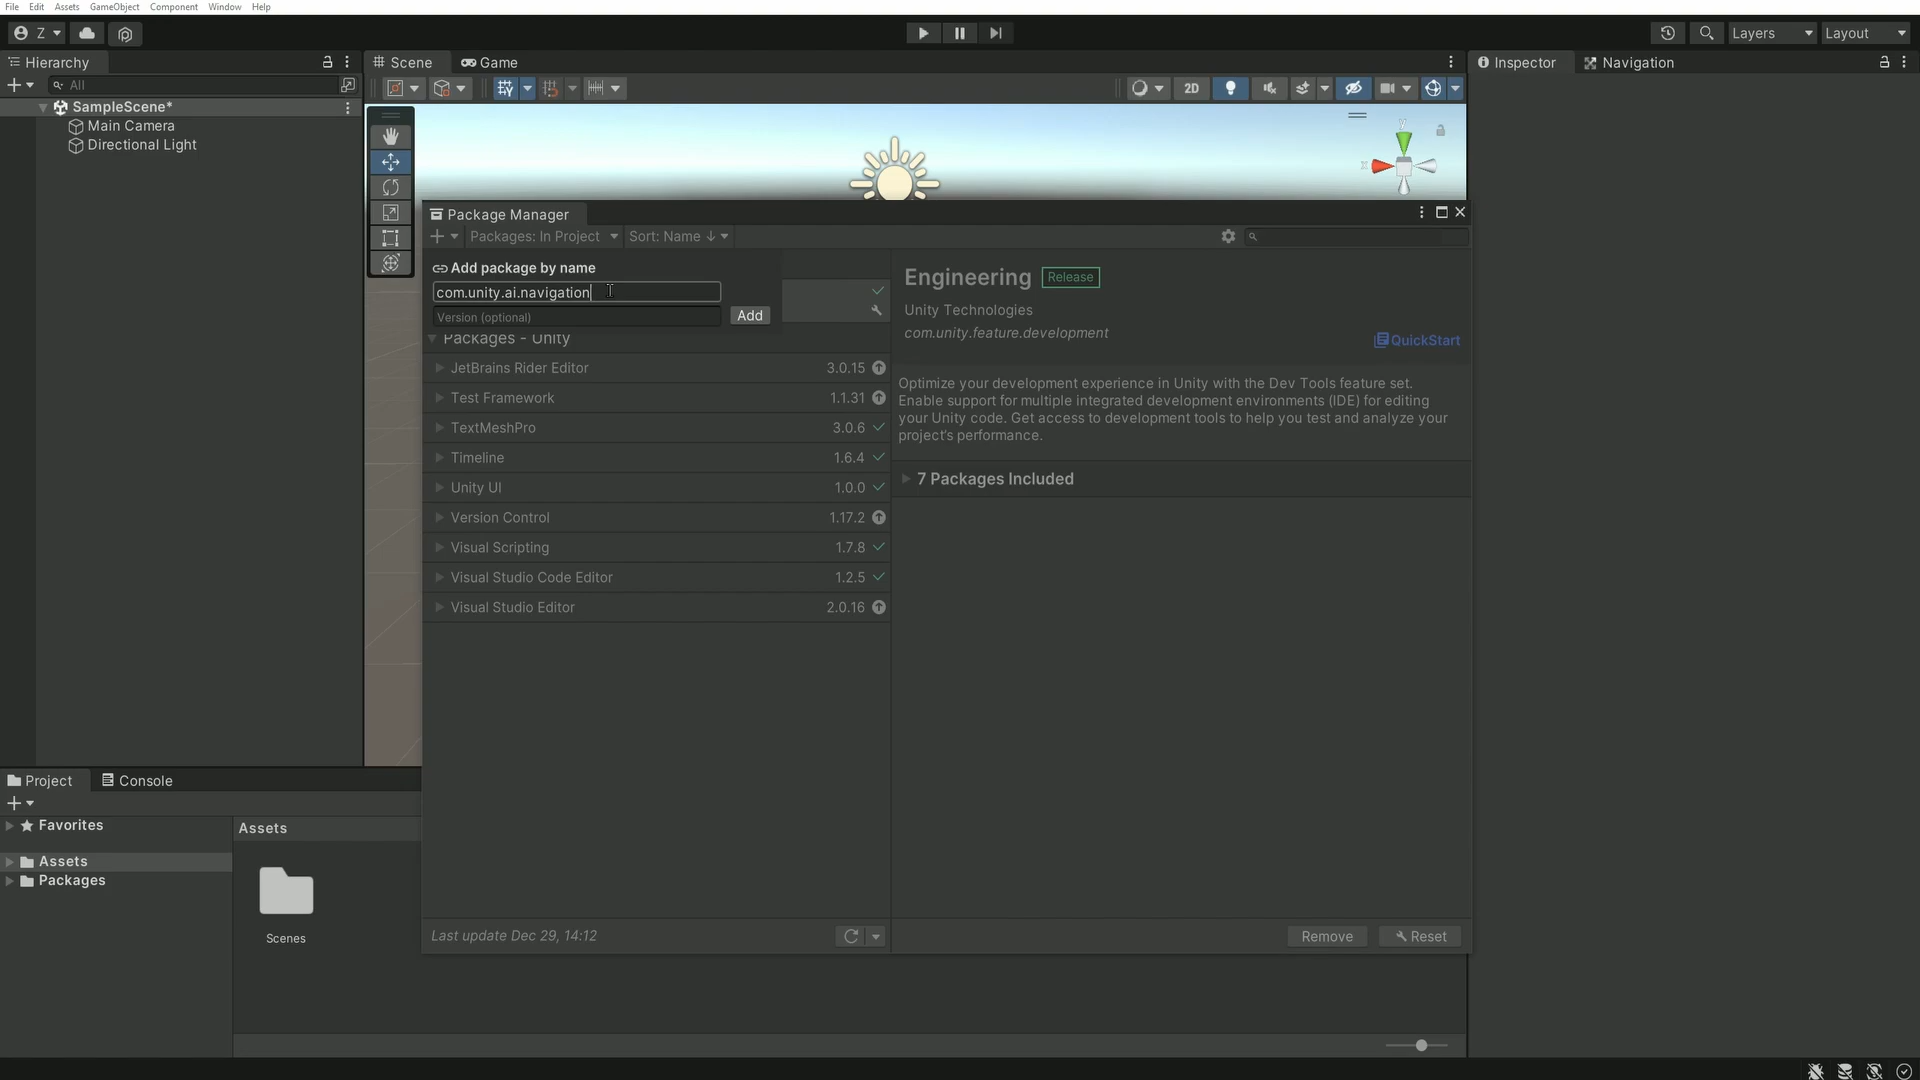 File Edit Assets GameObject Component Window Help
Z
Layers
Layout
Hierarchy
All
SampleScene*
Main Camera
Directional Light
Scene Game
2D
y
x
Inspector Navigation
Package Manager
Packages: In Project Sort: Name ↓
Add package by name
com.unity.ai.navigation
Version (optional)
Add
Packages - Unity
JetBrains Rider Editor 3.0.15
Test Framework 1.1.31
TextMeshPro 3.0.6
Timeline 1.6.4
Unity UI 1.0.0
Version Control 1.17.2
Visual Scripting 1.7.8
Visual Studio Code Editor 1.2.5
Visual Studio Editor 2.0.16
Last update Dec 29, 14:12
Engineering Release
Unity Technologies
com.unity.feature.development
QuickStart
Optimize your development experience in Unity with the Dev Tools feature set.
Enable support for multiple integrated development environments (IDE) for editing
your Unity code. Get access to development tools to help you test and analyze your
project's performance.
7 Packages Included
Remove Reset
Project Console
Favorites
Assets
Packages
Assets
Scenes